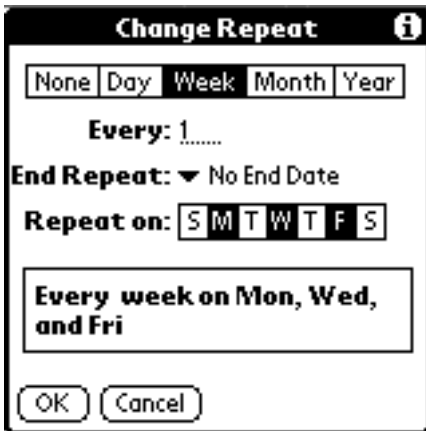 Change Repeat i
None Day Week Month Year
Every: 1
End Repeat: No End Date
Repeat on: S M T W T F S
Every week on Mon, Wed,
and Fri
OK Cancel